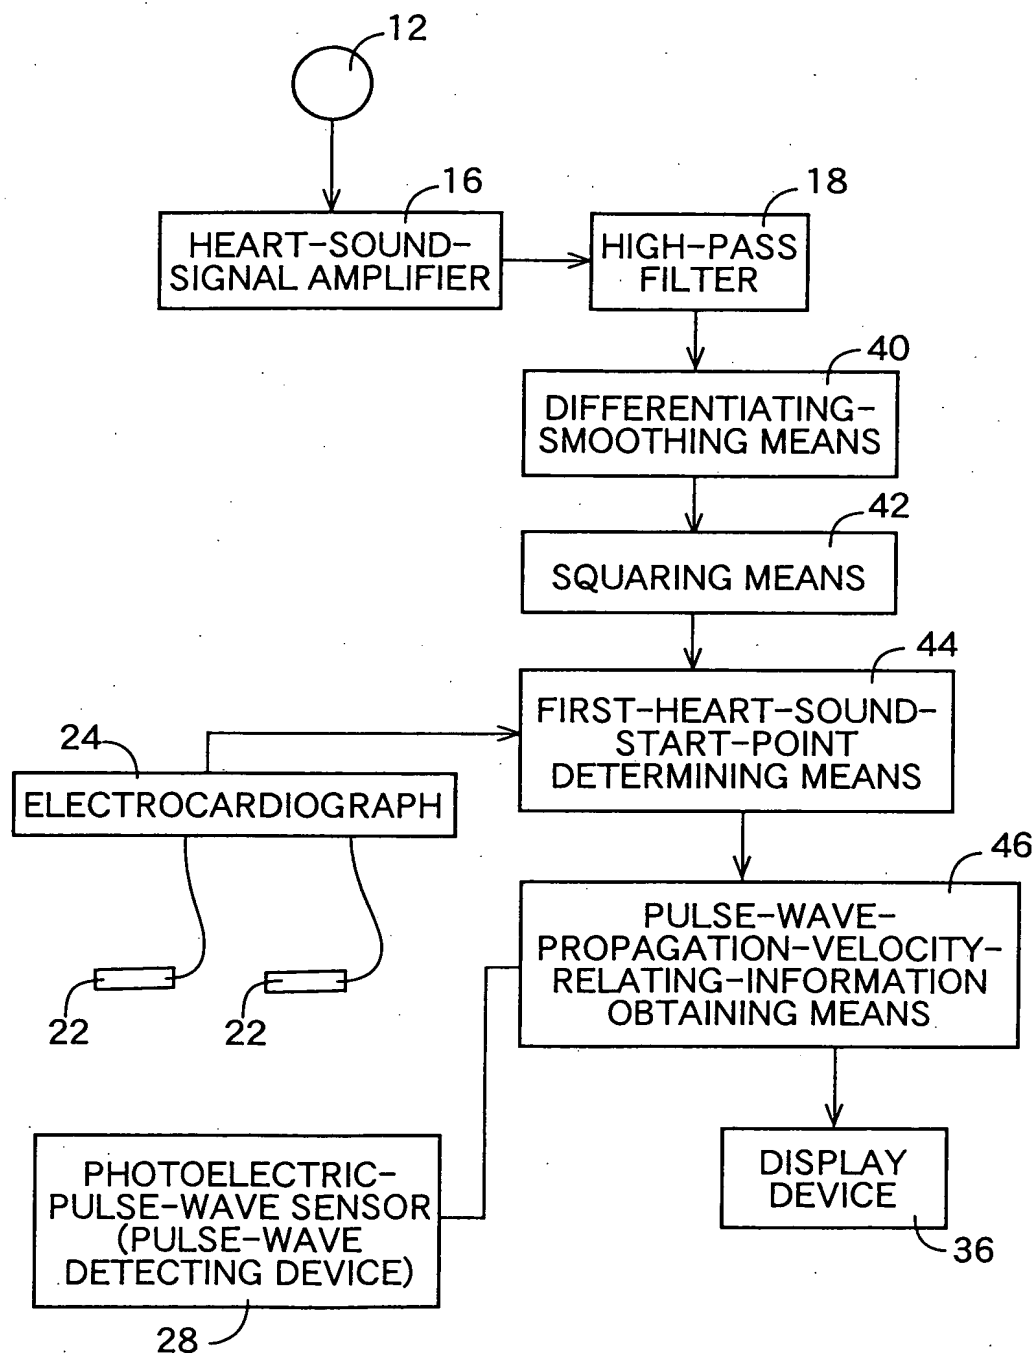 12
16
HEART-SOUND-
SIGNAL AMPLIFIER
18
HIGH-PASS
FILTER
40
DIFFERENTIATING-
SMOOTHING MEANS
42
SQUARING MEANS
44
FIRST-HEART-SOUND-
START-POINT
DETERMINING MEANS
24
ELECTROCARDIOGRAPH
22
22
46
PULSE-WAVE-
PROPAGATION-VELOCITY-
RELATING-INFORMATION
OBTAINING MEANS
PHOTOELECTRIC-
PULSE-WAVE SENSOR
(PULSE-WAVE
DETECTING DEVICE)
28
DISPLAY
DEVICE
36